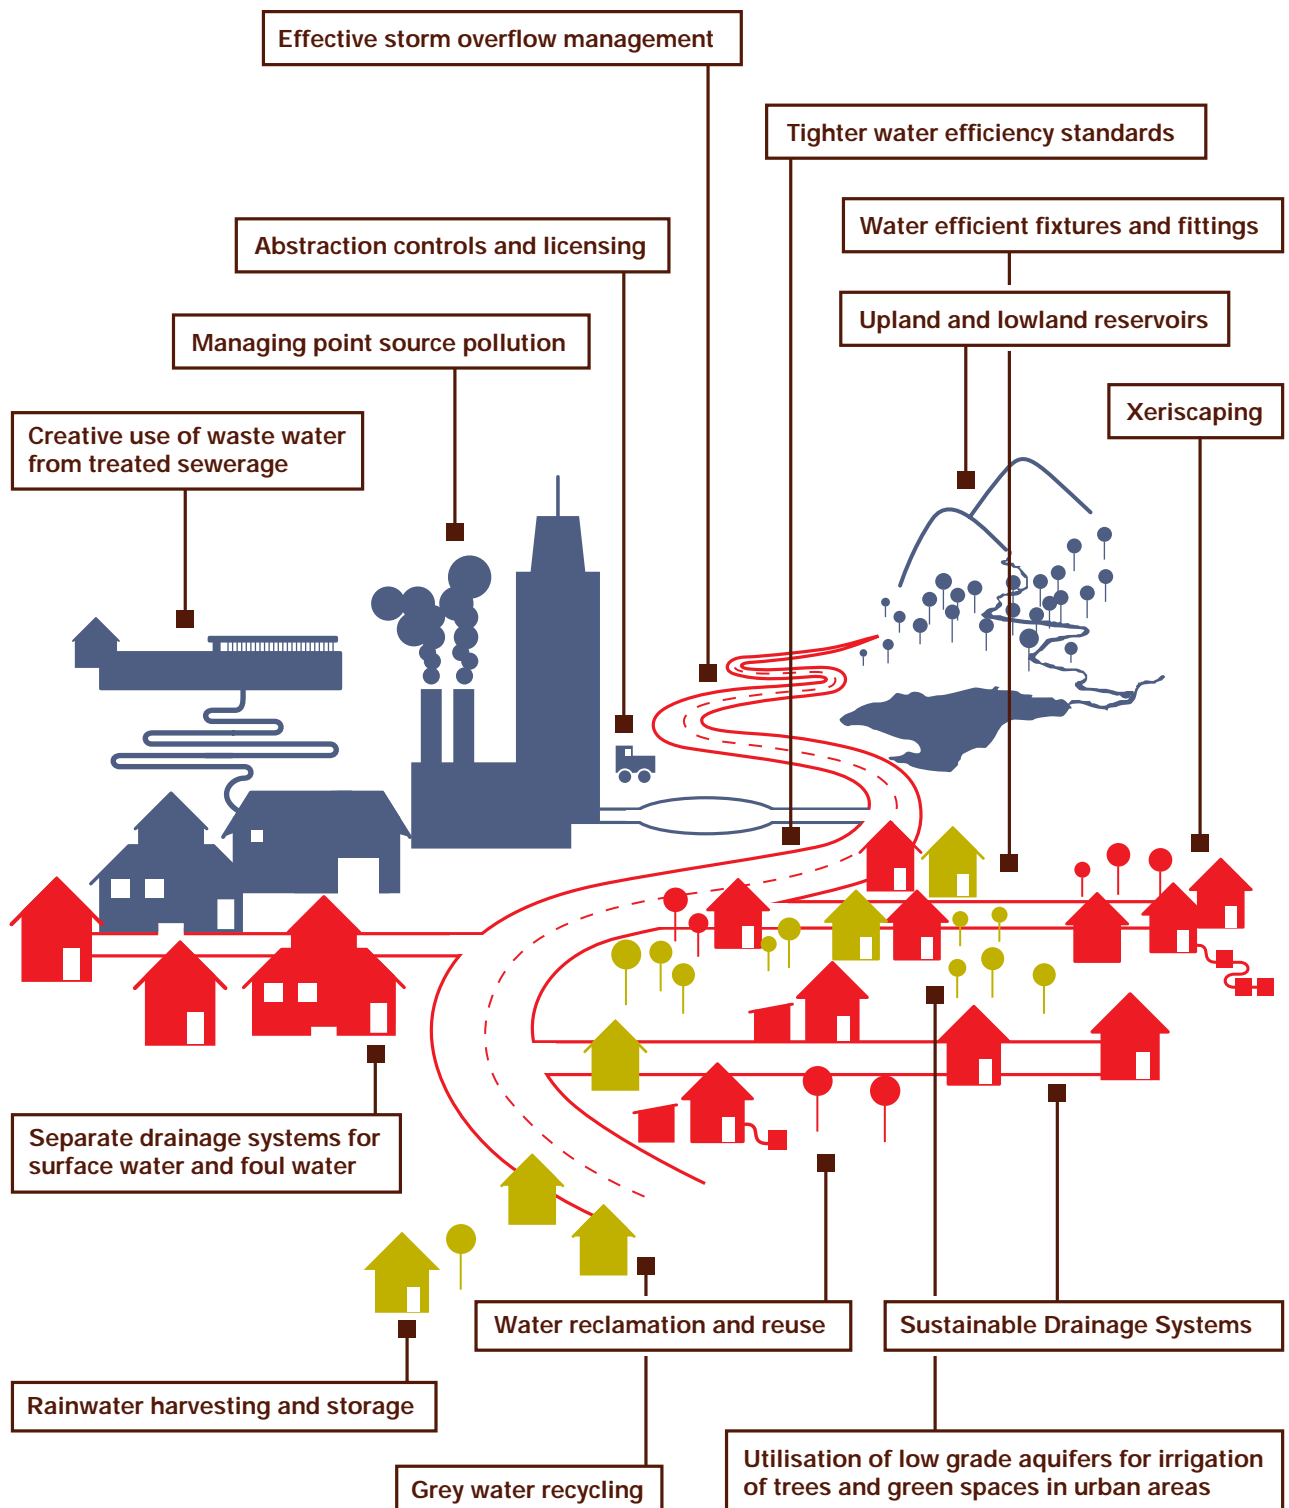 Effective storm overflow management
Tighter water efficiency standards
Water efficient fixtures and fittings
Abstraction controls and licensing
Upland and lowland reservoirs
Managing point source pollution
Xeriscaping
Creative use of waste water
from treated sewerage
Separate drainage systems for
surface water and foul water
Water reclamation and reuse
Sustainable Drainage Systems
Rainwater harvesting and storage
Utilisation of low grade aquifers for irrigation
of trees and green spaces in urban areas
Grey water recycling